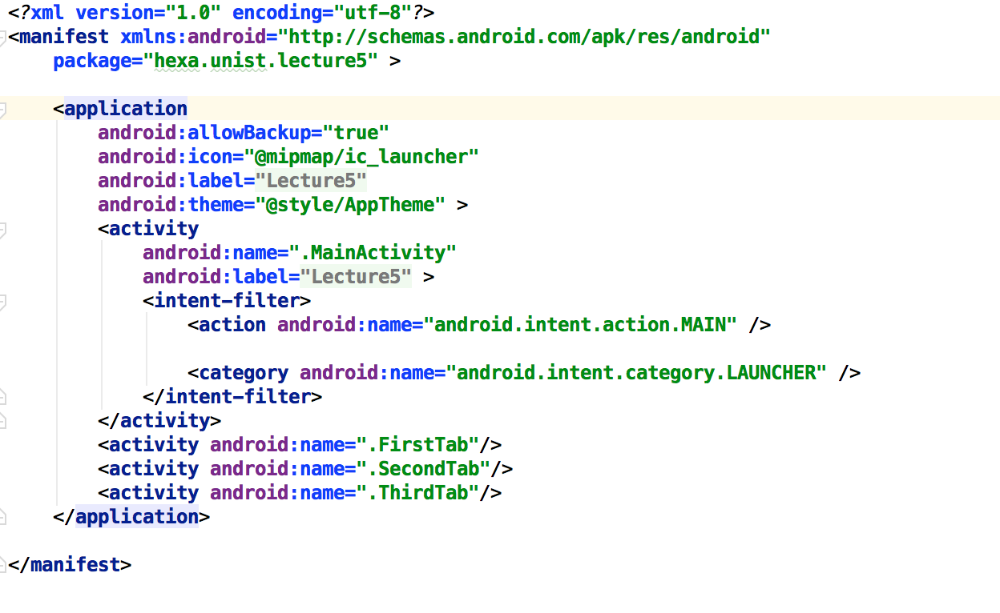 <?xml version="1.0" encoding="utf-8"?>
<manifest xmlns:android="http://schemas.android.com/apk/res/android"
    package="hexa.unist.lecture5" >

    <application
        android:allowBackup="true"
        android:icon="@mipmap/ic_launcher"
        android:label="Lecture5"
        android:theme="@style/AppTheme" >
        <activity
            android:name=".MainActivity"
            android:label="Lecture5" >
            <intent-filter>
                <action android:name="android.intent.action.MAIN" />

                <category android:name="android.intent.category.LAUNCHER" />
            </intent-filter>
        </activity>
        <activity android:name=".FirstTab"/>
        <activity android:name=".SecondTab"/>
        <activity android:name=".ThirdTab"/>
    </application>

</manifest>